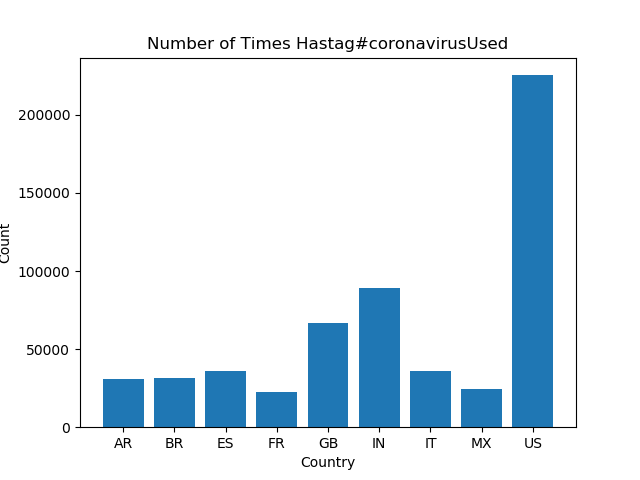 Number of Times Hastag#coronavirusUsed
200000
150000
100000
50000
0
Count
AR BR ES FR GB IN IT MX US
Country